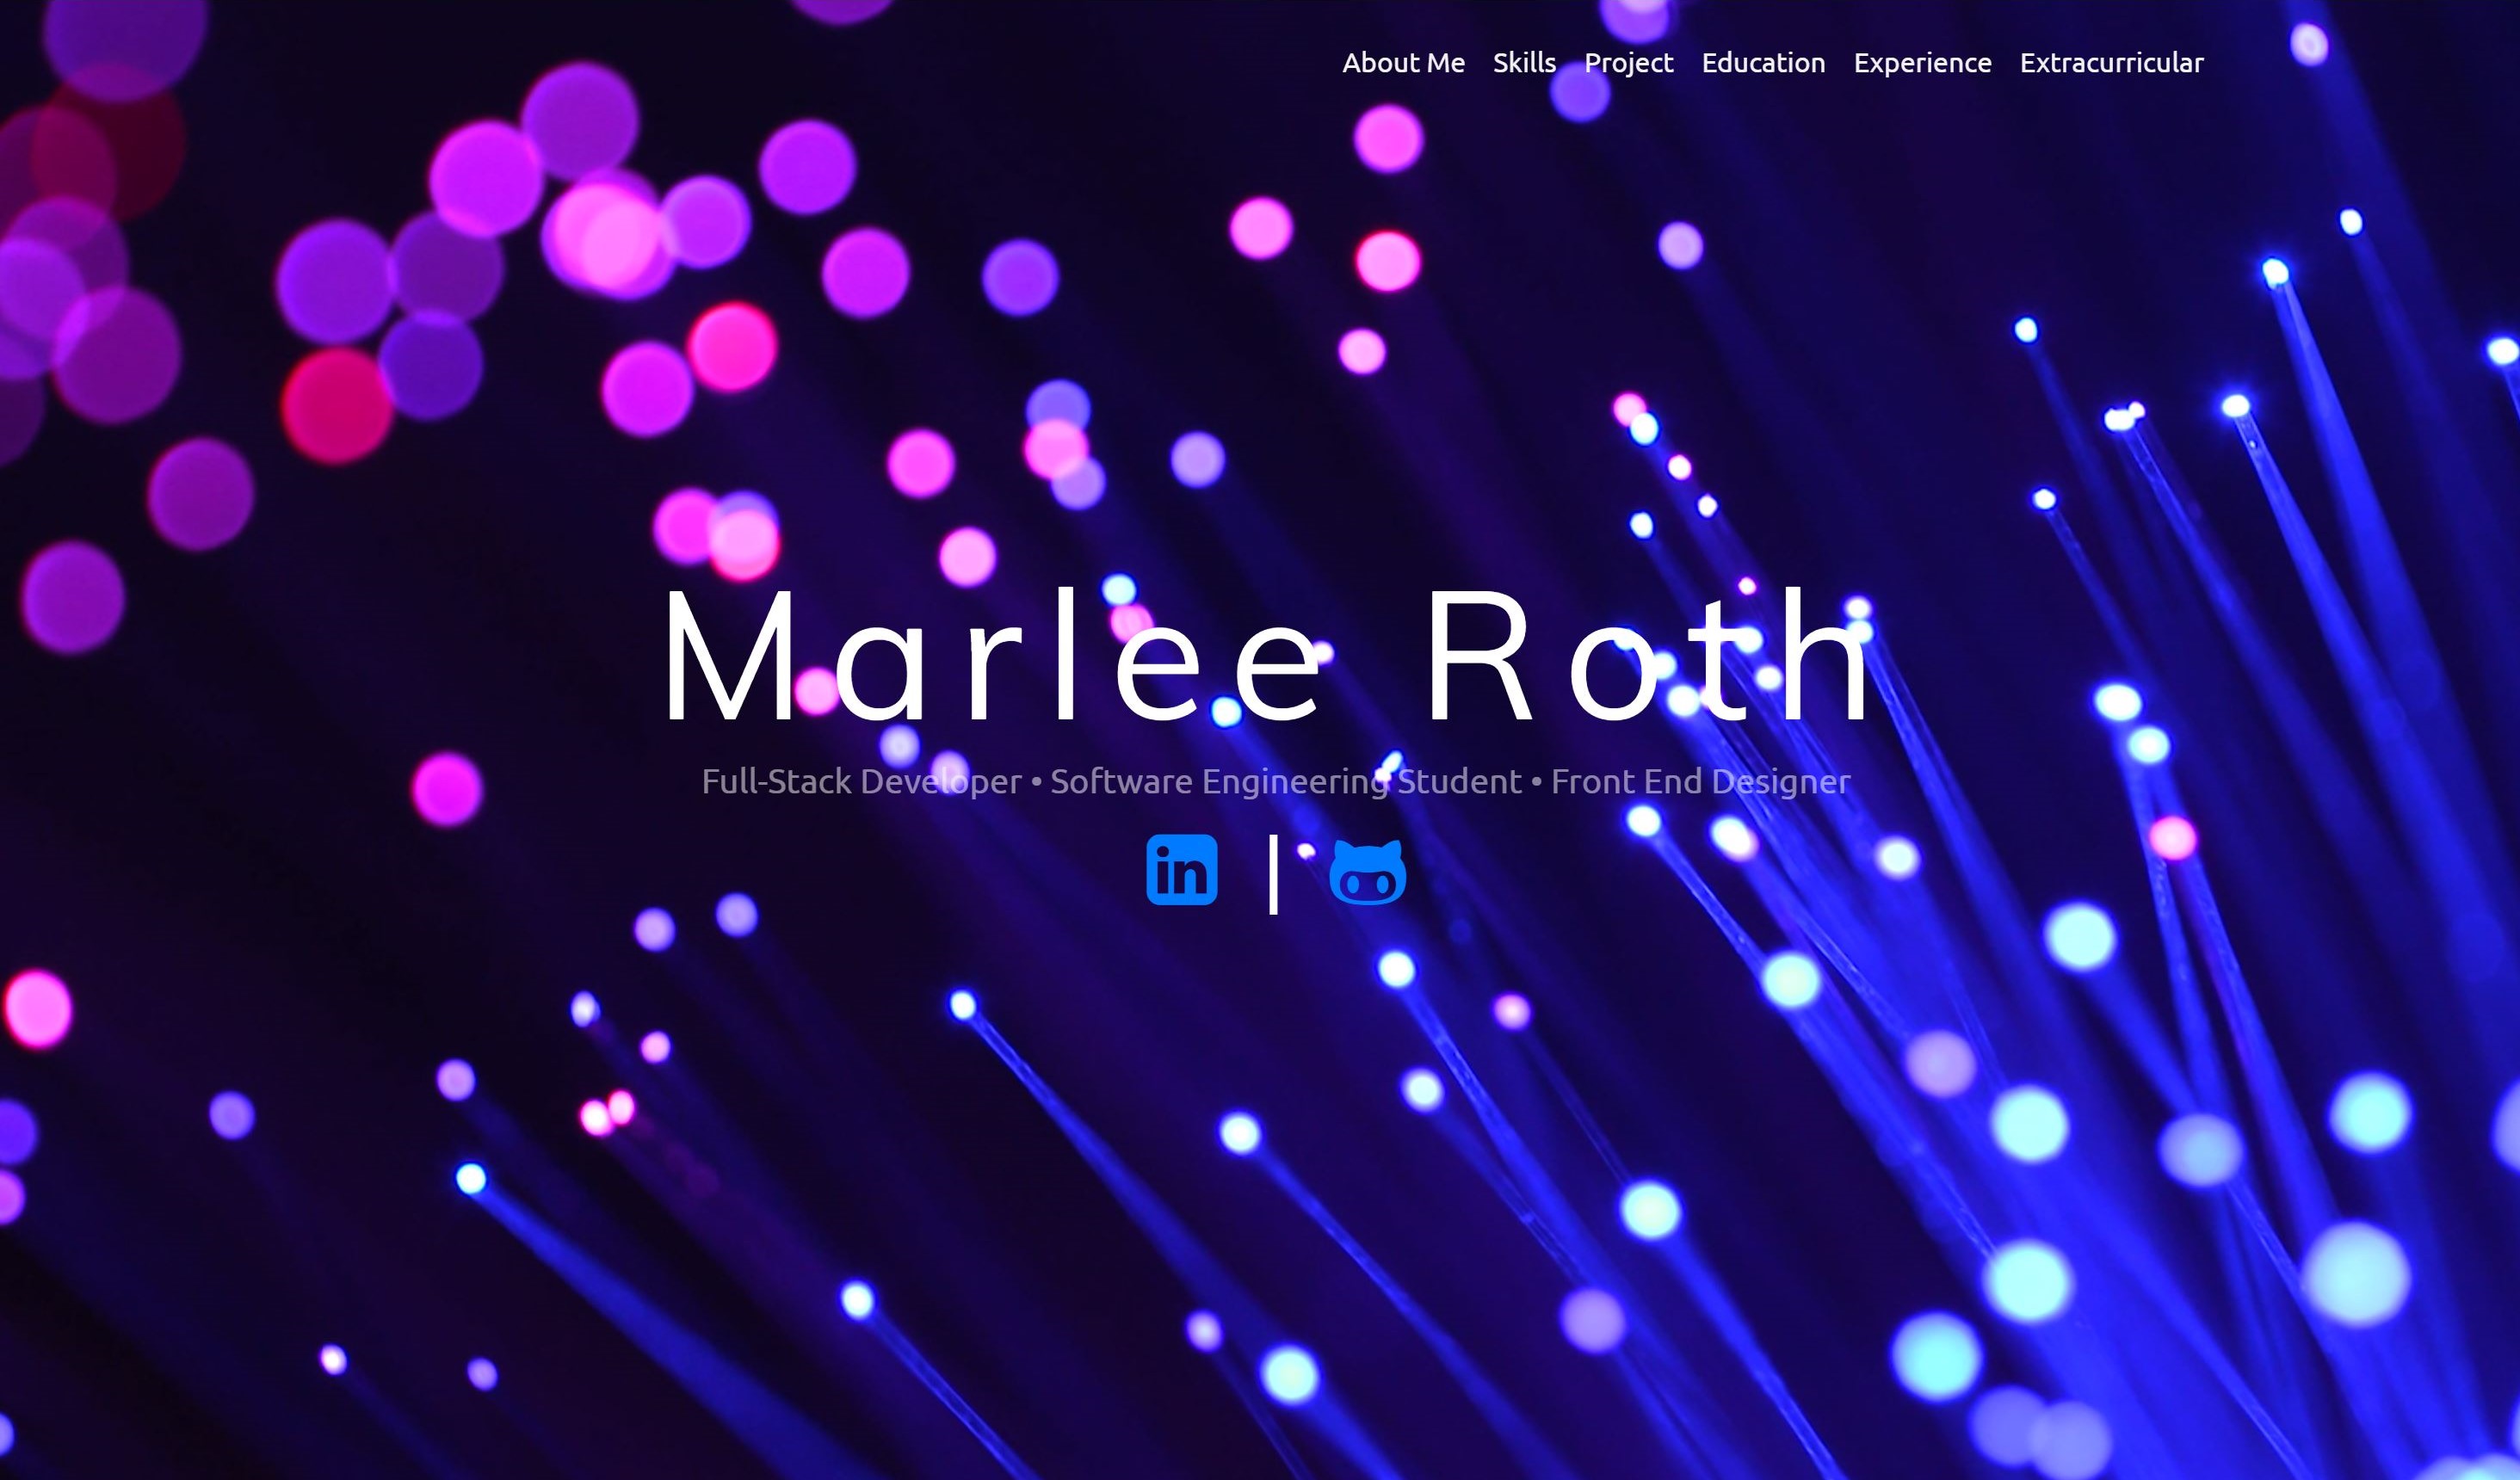 About Me Skills Project Education Experience Extracurricular
Marlee Roth
Full-Stack Developer • Software Engineering Student • Front End Designer
in |